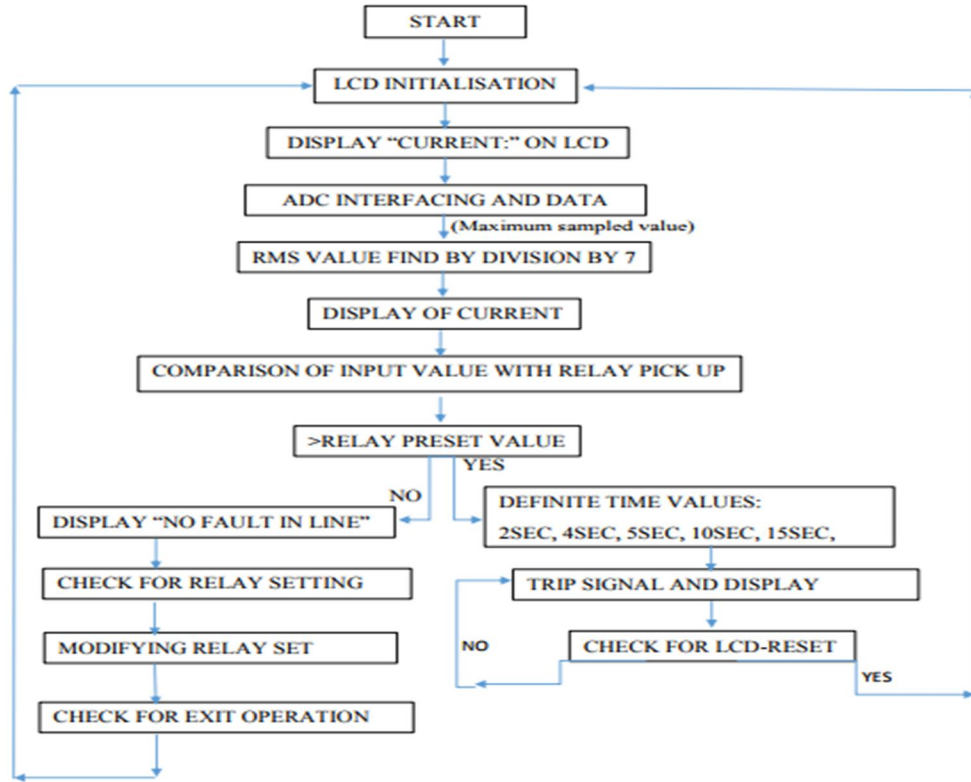 START
LCD INITIALISATION
DISPLAY “CURRENT:” ON LCD
ADC INTERFACING AND DATA
(Maximum sampled value)
RMS VALUE FIND BY DIVISION BY 7
DISPLAY OF CURRENT
COMPARISON OF INPUT VALUE WITH RELAY PICK UP
>RELAY PRESET VALUE
YES
NO
DISPLAY “NO FAULT IN LINE”
CHECK FOR RELAY SETTING
MODIFYING RELAY SET
CHECK FOR EXIT OPERATION
DEFINITE TIME VALUES:
2SEC, 4SEC, 5SEC, 10SEC, 15SEC,
TRIP SIGNAL AND DISPLAY
NO
CHECK FOR LCD-RESET
YES